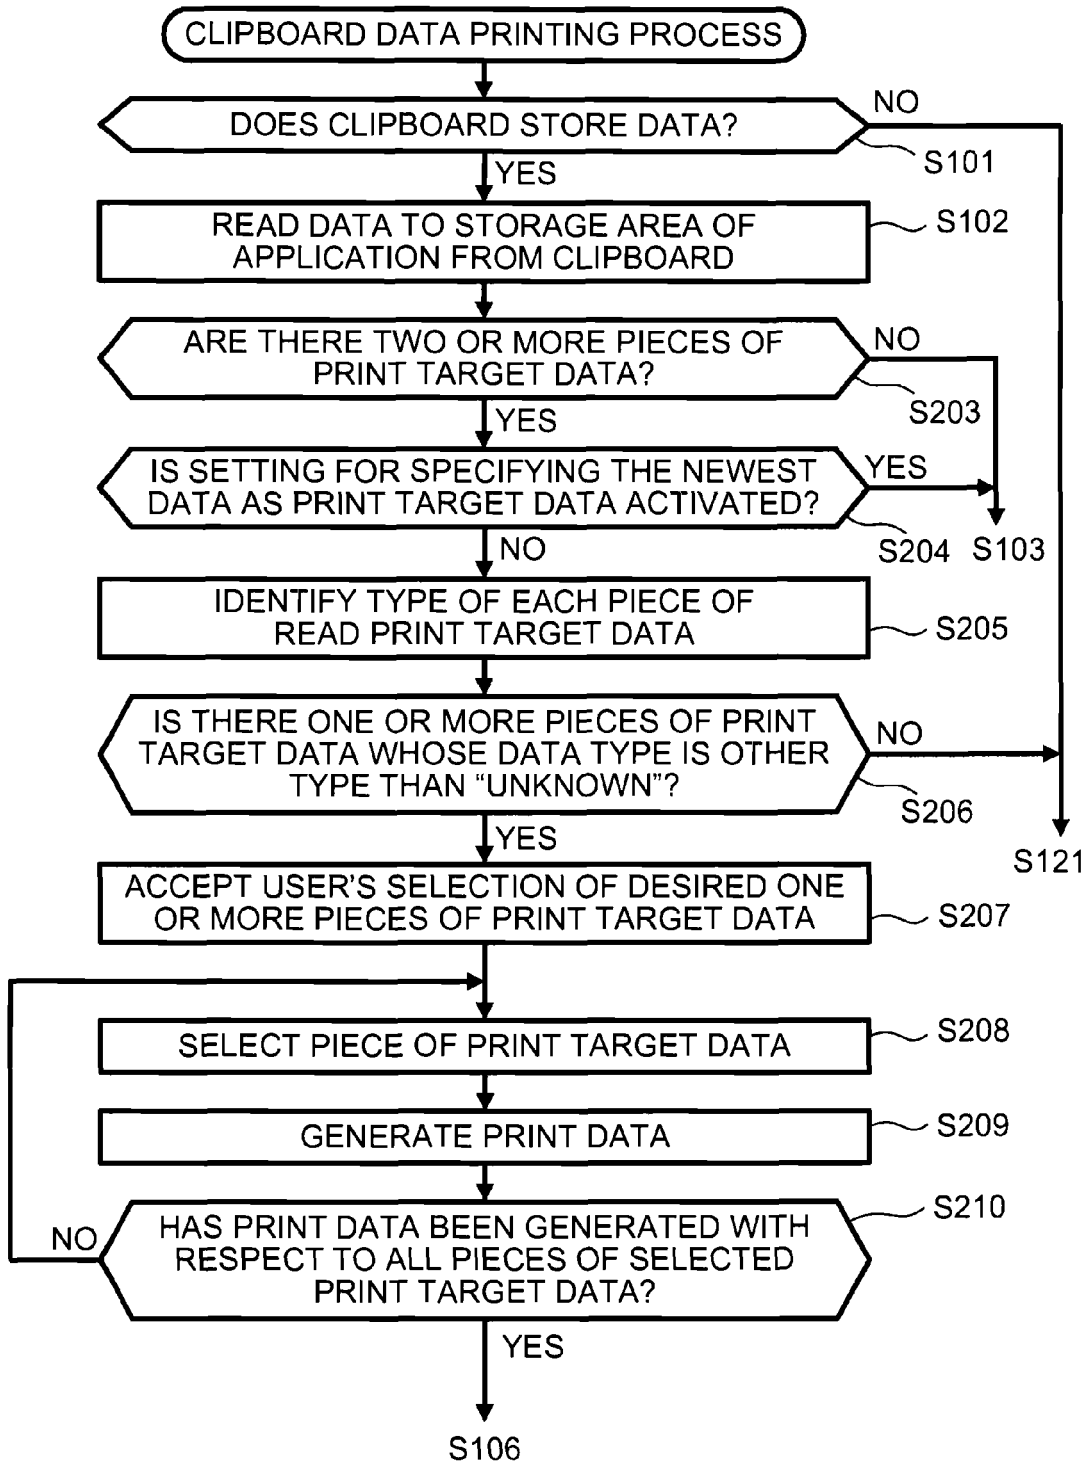 CLIPBOARD DATA PRINTING PROCESS
DOES CLIPBOARD STORE DATA?
NO
S101
YES
READ DATA TO STORAGE AREA OF
APPLICATION FROM CLIPBOARD
S102
ARE THERE TWO OR MORE PIECES OF
PRINT TARGET DATA?
NO
S203
YES
IS SETTING FOR SPECIFYING THE NEWEST
DATA AS PRINT TARGET DATA ACTIVATED?
YES
S204
S103
NO
IDENTIFY TYPE OF EACH PIECE OF
READ PRINT TARGET DATA
S205
IS THERE ONE OR MORE PIECES OF PRINT
TARGET DATA WHOSE DATA TYPE IS OTHER
TYPE THAN “UNKNOWN”?
NO
S206
YES
S121
ACCEPT USER'S SELECTION OF DESIRED ONE
OR MORE PIECES OF PRINT TARGET DATA
S207
SELECT PIECE OF PRINT TARGET DATA
S208
GENERATE PRINT DATA
S209
HAS PRINT DATA BEEN GENERATED WITH
RESPECT TO ALL PIECES OF SELECTED
PRINT TARGET DATA?
S210
NO
YES
S106